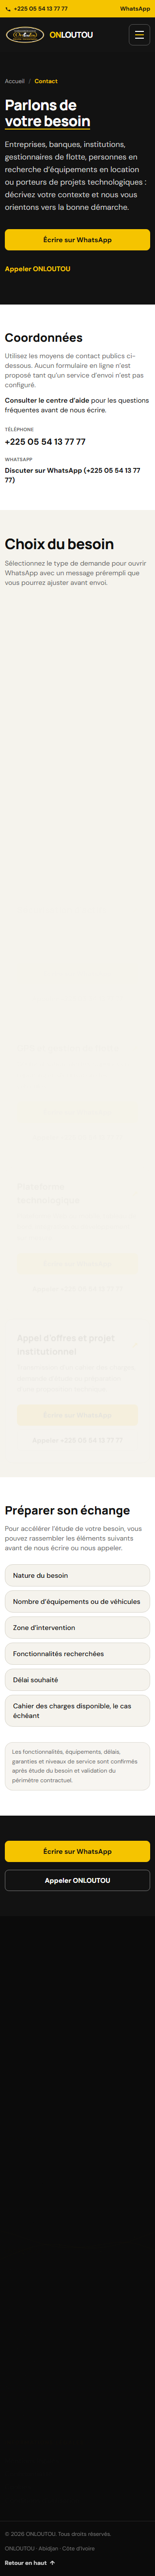 +225 05 54 13 77 77
WhatsApp
ONLOUTOU
Accueil / Contact
Parlons de
votre besoin
Entreprises, banques, institutions,
gestionnaires de flotte, personnes en
recherche d'équipements en location
ou porteurs de projets technologiques :
décrivez votre contexte et nous vous
orientons vers la bonne démarche.
Écrire sur WhatsApp
Appeler ONLOUTOU
Coordonnées
Utilisez les moyens de contact publics ci-
dessous. Aucun formulaire en ligne n'est
proposé tant qu'un service d'envoi n'est pas
configuré.
Consulter le centre d'aide pour les questions
fréquentes avant de nous écrire.
TÉLÉPHONE
+225 05 54 13 77 77
WHATSAPP
Discuter sur WhatsApp (+225 05 54 13 77
77)
Choix du besoin
Sélectionnez le type de demande pour ouvrir
WhatsApp avec un message prérempli que
vous pourrez ajuster avant envoi.
Appel d'offres et projet
institutionnel
Préparer son échange
Pour accélérer l'étude de votre besoin, vous
pouvez rassembler les éléments suivants
avant de nous écrire ou nous appeler.
Nature du besoin
Nombre d'équipements ou de véhicules
Zone d'intervention
Fonctionnalités recherchées
Délai souhaité
Cahier des charges disponible, le cas
échéant
Les fonctionnalités, équipements, délais,
garanties et niveaux de service sont confirmés
après étude du besoin et validation du
périmètre contractuel.
Écrire sur WhatsApp
Appeler ONLOUTOU
© 2026 ONLOUTOU. Tous droits réservés.
ONLOUTOU · Abidjan · Côte d'Ivoire
Retour en haut ↑